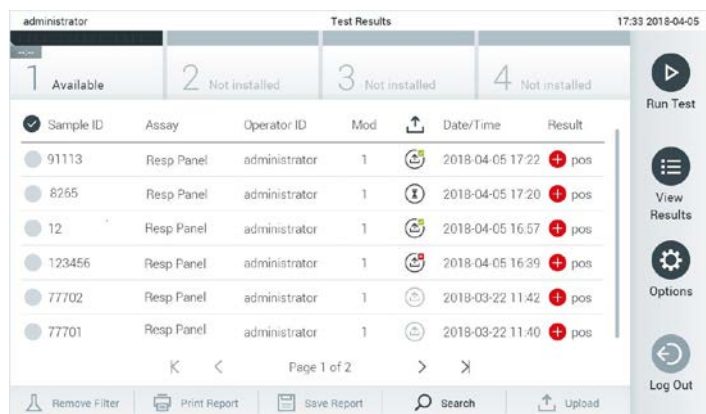 administrator Test Results 17:33 2018-04-05
1 Available 2 Not installed 3 Not installed 4 Not installed
Run Test
Sample ID Assay Operator ID Mod Date/Time Result
91113 Resp Panel administrator 1 2018-04-05 17:22 pos
8265 Resp Panel administrator 1 2018-04-05 17:20 pos
View Results
12 Resp Panel administrator 1 2018-04-05 16:57 pos
123456 Resp Panel administrator 1 2018-04-05 16:39 pos
Options
77702 Resp Panel administrator 1 2018-03-22 11:42 pos
77701 Resp Panel administrator 1 2018-03-22 11:40 pos
Page 1 of 2
Log Out
Remove Filter Print Report Save Report Search Upload